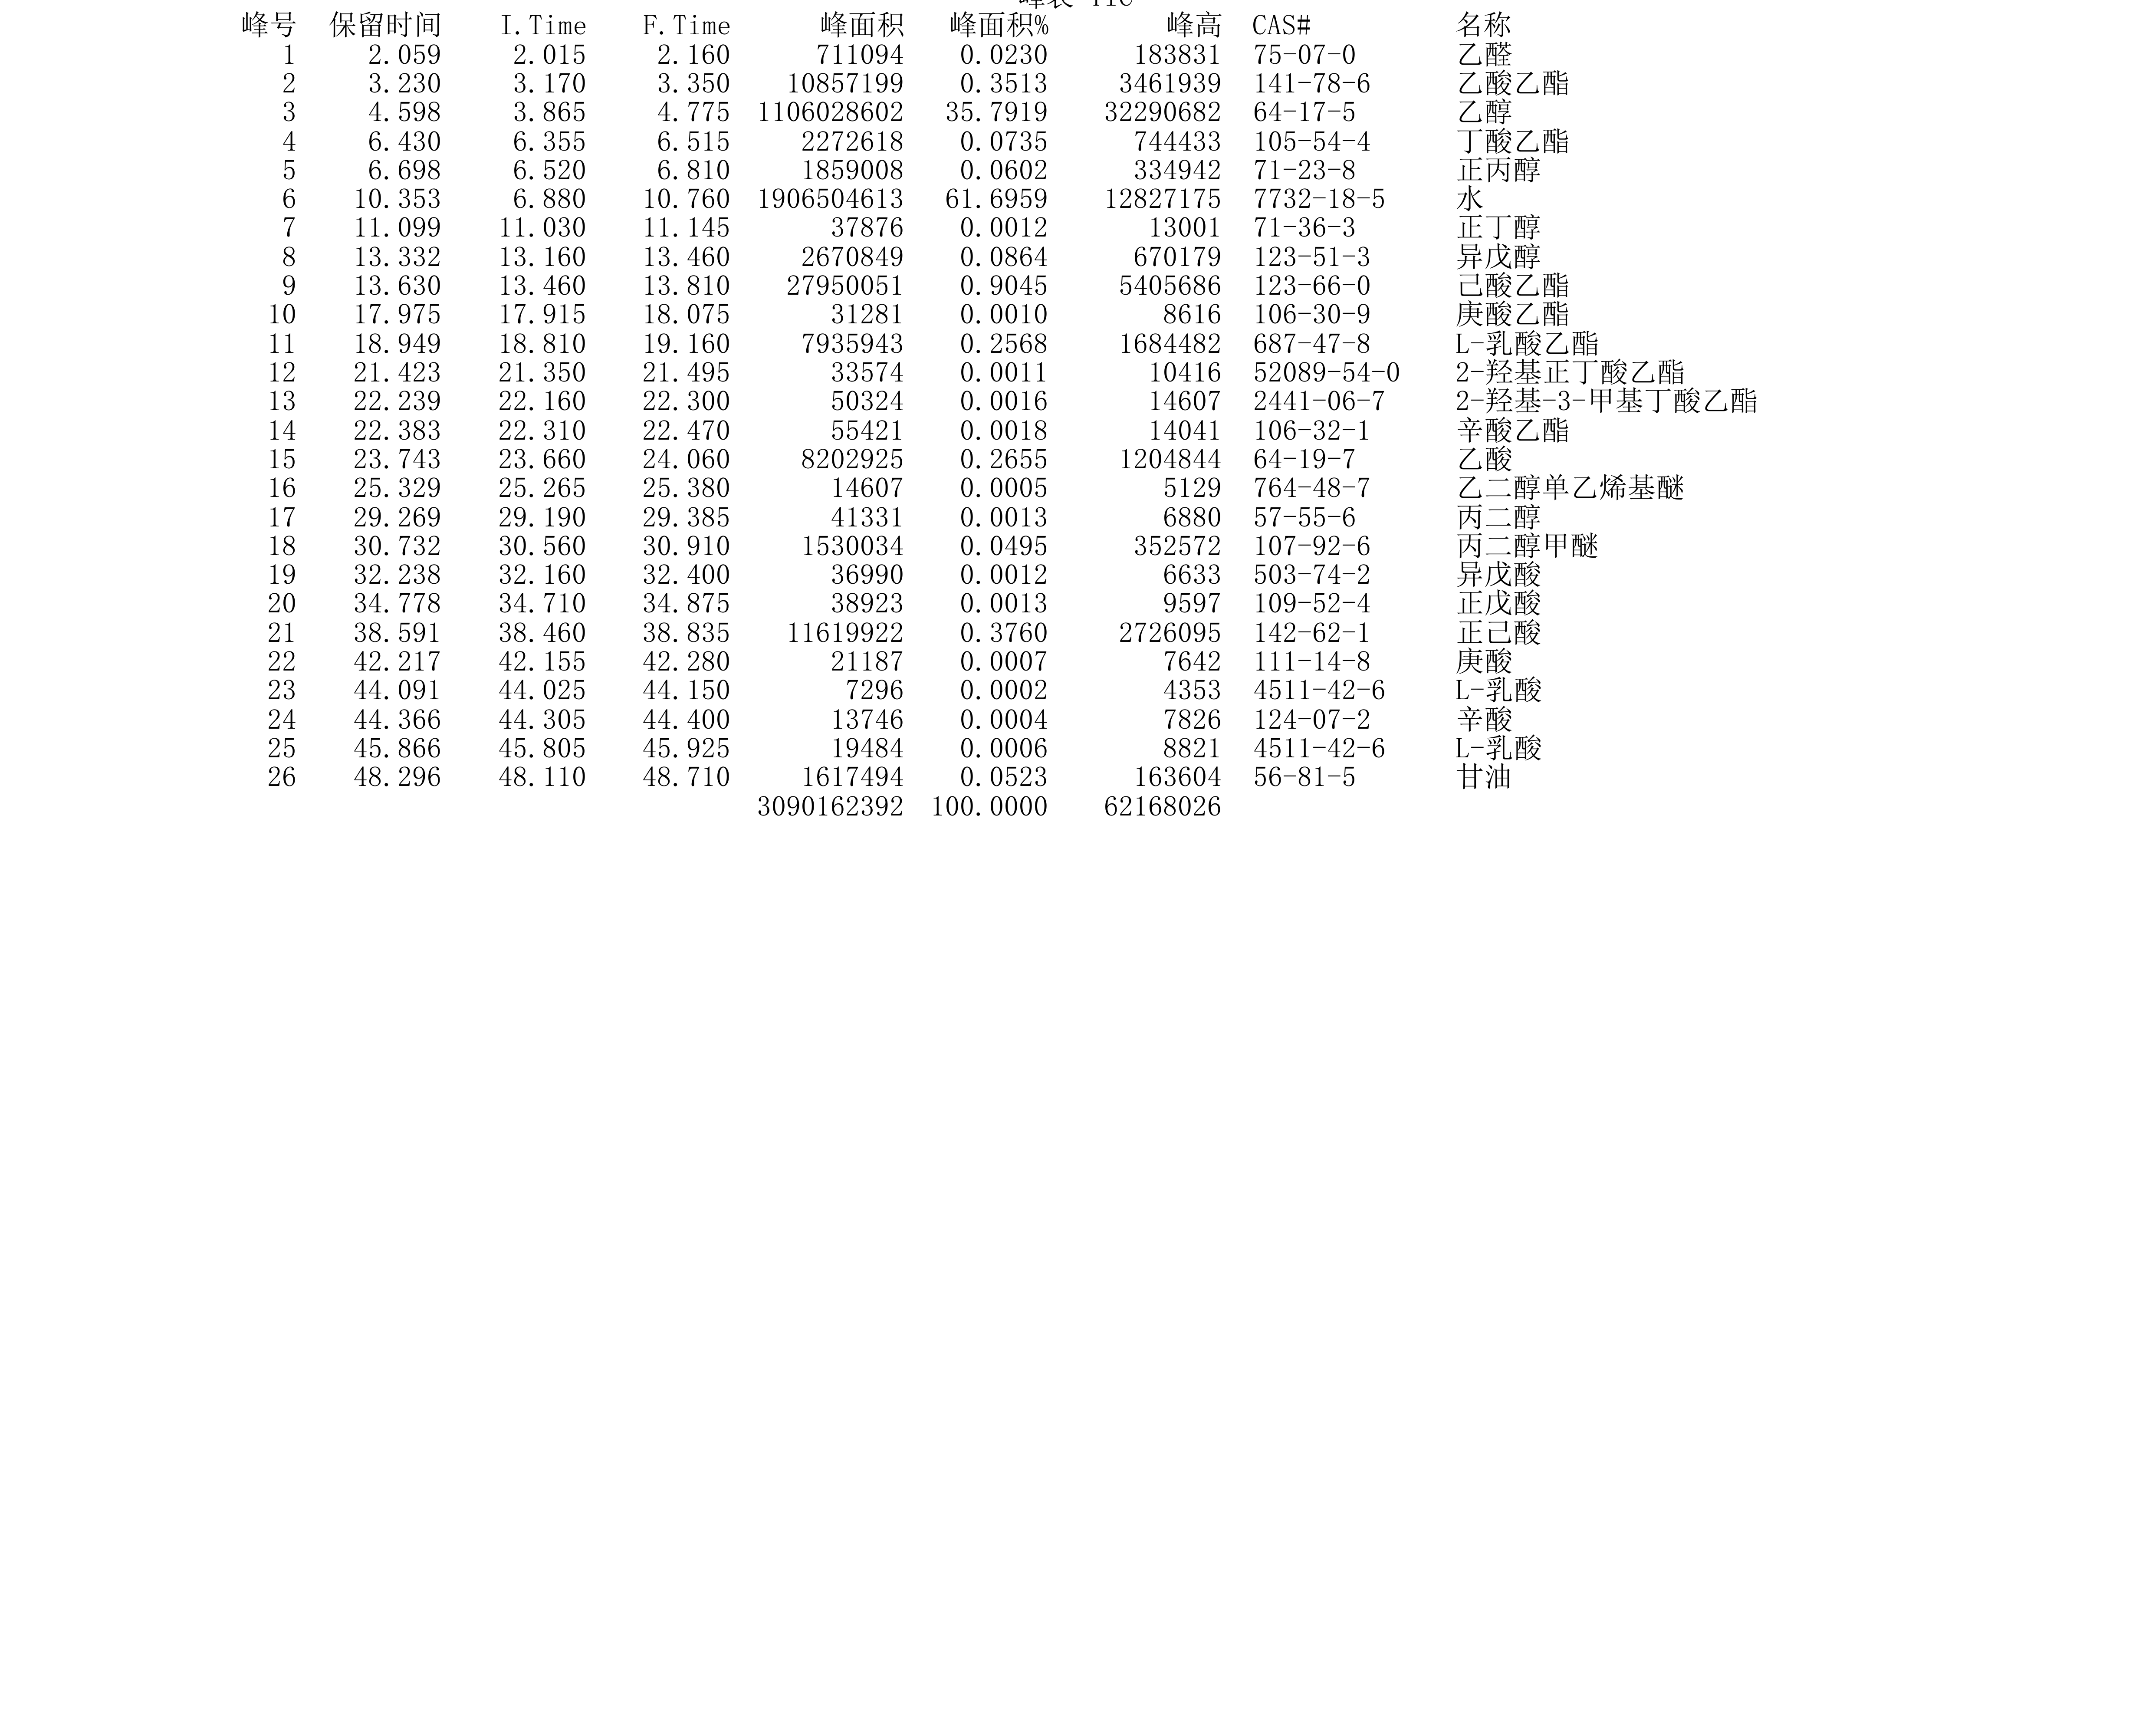 峰表 TIC
峰号 保留时间 I.Time F.Time 峰面积 峰面积% 峰高 CAS# 名称
1 2.059 2.015 2.160 711094 0.0230 183831 75-07-0 乙醛
2 3.230 3.170 3.350 10857199 0.3513 3461939 141-78-6 乙酸乙酯
3 4.598 3.865 4.775 1106028602 35.7919 32290682 64-17-5 乙醇
4 6.430 6.355 6.515 2272618 0.0735 744433 105-54-4 丁酸乙酯
5 6.698 6.520 6.810 1859008 0.0602 334942 71-23-8 正丙醇
6 10.353 6.880 10.760 1906504613 61.6959 12827175 7732-18-5 水
7 11.099 11.030 11.145 37876 0.0012 13001 71-36-3 正丁醇
8 13.332 13.160 13.460 2670849 0.0864 670179 123-51-3 异戊醇
9 13.630 13.460 13.810 27950051 0.9045 5405686 123-66-0 己酸乙酯
10 17.975 17.915 18.075 31281 0.0010 8616 106-30-9 庚酸乙酯
11 18.949 18.810 19.160 7935943 0.2568 1684482 687-47-8 L-乳酸乙酯
12 21.423 21.350 21.495 33574 0.0011 10416 52089-54-0 2-羟基正丁酸乙酯
13 22.239 22.160 22.300 50324 0.0016 14607 2441-06-7 2-羟基-3-甲基丁酸乙酯
14 22.383 22.310 22.470 55421 0.0018 14041 106-32-1 辛酸乙酯
15 23.743 23.660 24.060 8202925 0.2655 1204844 64-19-7 乙酸
16 25.329 25.265 25.380 14607 0.0005 5129 764-48-7 乙二醇单乙烯基醚
17 29.269 29.190 29.385 41331 0.0013 6880 57-55-6 丙二醇
18 30.732 30.560 30.910 1530034 0.0495 352572 107-92-6 丙二醇甲醚
19 32.238 32.160 32.400 36990 0.0012 6633 503-74-2 异戊酸
20 34.778 34.710 34.875 38923 0.0013 9597 109-52-4 正戊酸
21 38.591 38.460 38.835 11619922 0.3760 2726095 142-62-1 正己酸
22 42.217 42.155 42.280 21187 0.0007 7642 111-14-8 庚酸
23 44.091 44.025 44.150 7296 0.0002 4353 4511-42-6 L-乳酸
24 44.366 44.305 44.400 13746 0.0004 7826 124-07-2 辛酸
25 45.866 45.805 45.925 19484 0.0006 8821 4511-42-6 L-乳酸
26 48.296 48.110 48.710 1617494 0.0523 163604 56-81-5 甘油
3090162392 100.0000 62168026